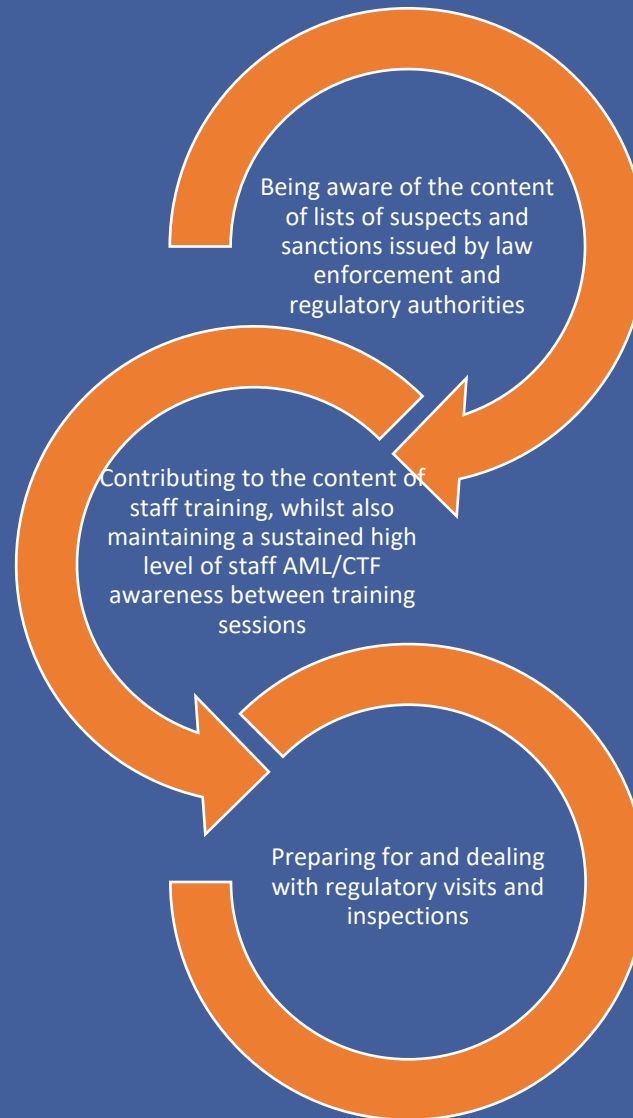 Being aware of the content
of lists of suspects and
sanctions issued by law
enforcement and
regulatory authorities
Contributing to the content of
staff training, whilst also
maintaining a sustained high
level of staff AML/CTF
awareness between training
sessions
Preparing for and dealing
with regulatory visits and
inspections